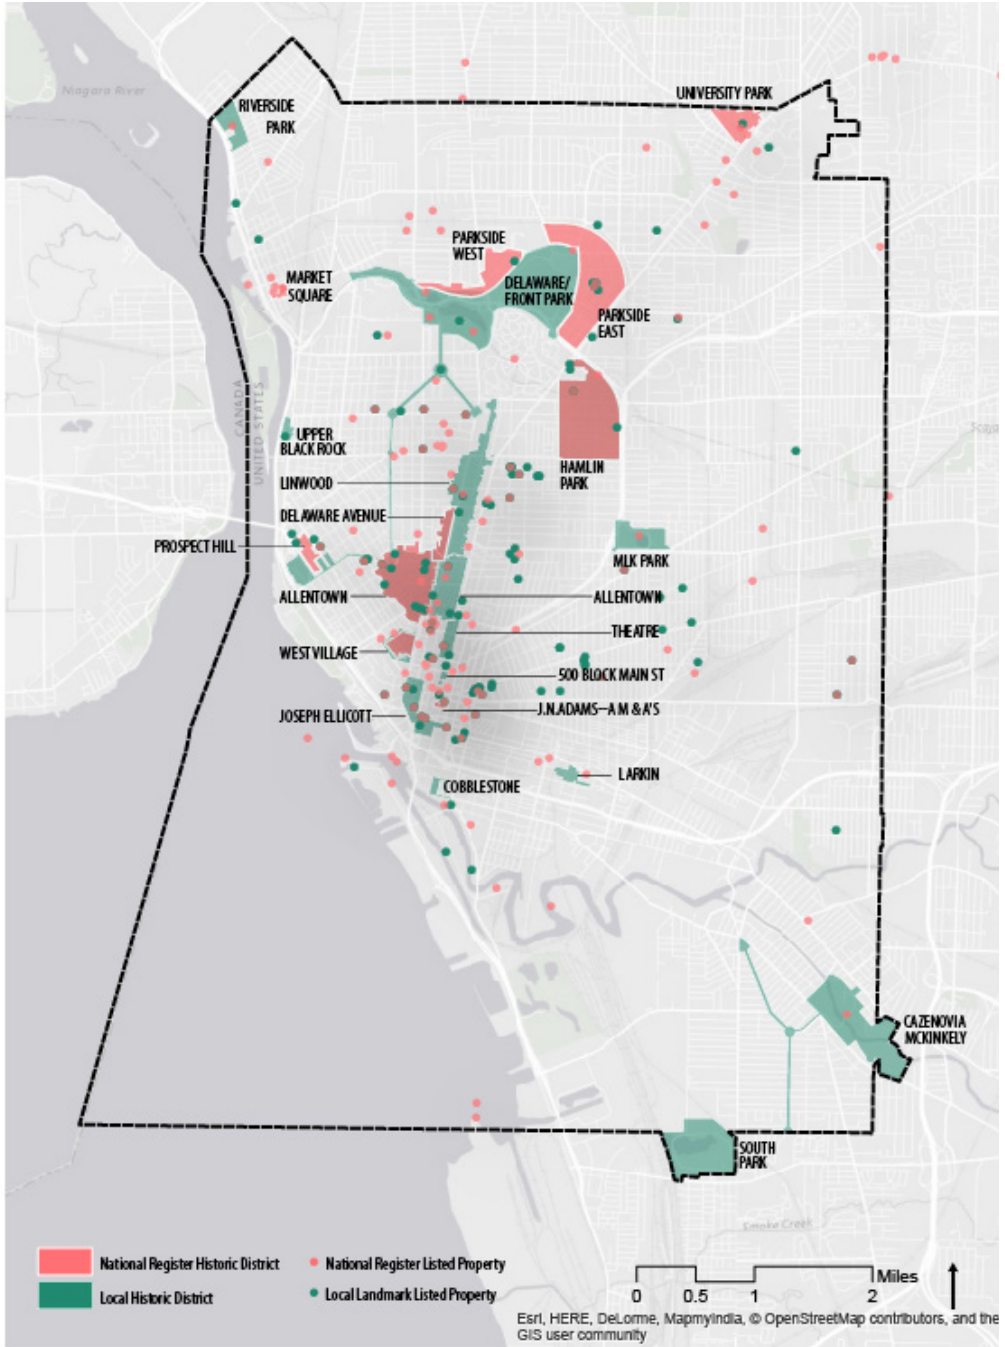 Niagara River
RIVERSIDE
PARK
UNIVERSITY PARK
PARKSIDE
WEST
MARKET
SQUARE
DELAWARE/
FRONT PARK
PARKSIDE
EAST
CANADA
UNITED STATES
UPPER
BLACK ROCK
HAMLIN
PARK
LINWOOD
DELAWARE AVENUE
PROSPECT HILL
MLK PARK
ALLENTOWN
ALLENTOWN
THEATRE
WEST VILLAGE
500 BLOCK MAIN ST
JOSEPH ELLICOTT
J.N.ADAMS--A M & A'S
LARKIN
COBBLESTONE
CAZENOVIA
MCKINKELY
SOUTH
PARK
Smoke Creek
National Register Historic District
National Register Listed Property
Local Historic District
Local Landmark Listed Property
Miles
0 0.5 1 2
Esri, HERE, DeLorme, MapmyIndia, © OpenStreetMap contributors, and the
GIS user community